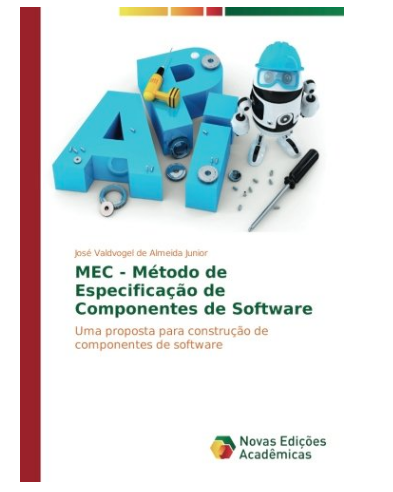 API
José Valdvogel de Almeida Junior
MEC - Método de
Especificação de
Componentes de Software
Uma proposta para construção de
componentes de software
Novas Edições
Acadêmicas